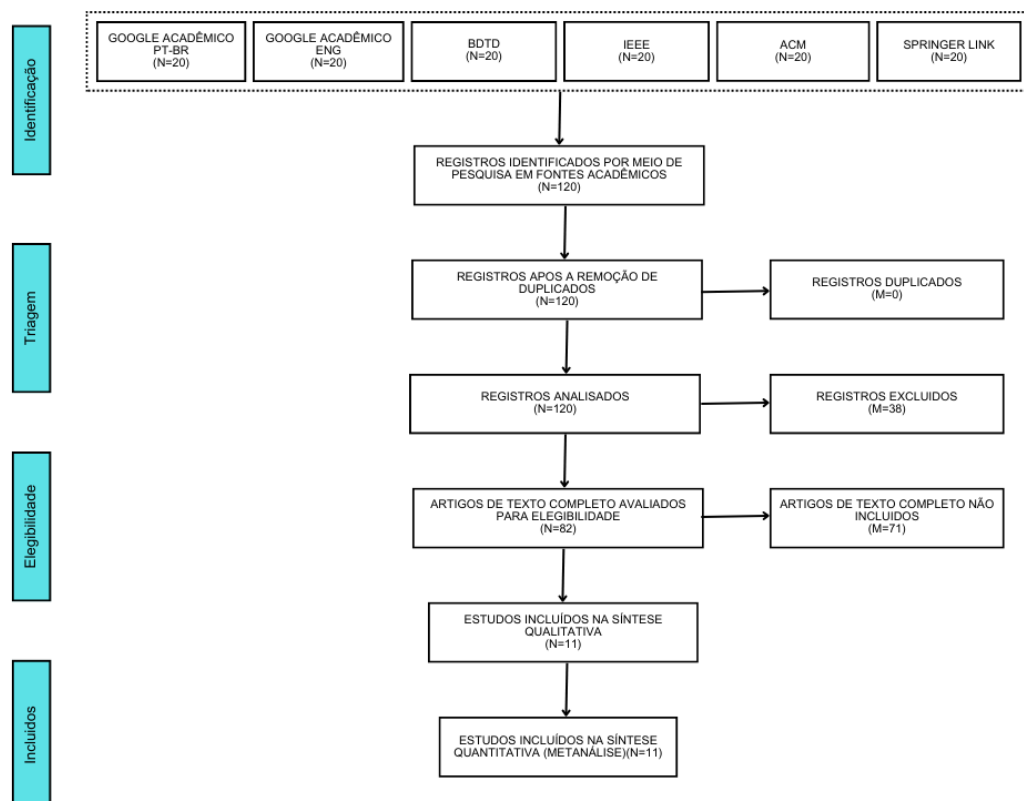 Identificação
GOOGLE ACADÊMICO
PT-BR
(N=20)
GOOGLE ACADÊMICO
ENG
(N=20)
BDTD
(N=20)
IEEE
(N=20)
ACM
(N=20)
SPRINGER LINK
(N=20)
REGISTROS IDENTIFICADOS POR MEIO DE
PESQUISA EM FONTES ACADÊMICOS
(N=120)
Triagem
REGISTROS APOS A REMOÇÃO DE
DUPLICADOS
(N=120)
REGISTROS DUPLICADOS
(M=0)
REGISTROS ANALISADOS
(N=120)
REGISTROS EXCLUIDOS
(M=38)
Elegibilidade
ARTIGOS DE TEXTO COMPLETO AVALIADOS
PARA ELEGIBILIDADE
(N=82)
ARTIGOS DE TEXTO COMPLETO NÃO
INCLUIDOS
(M=71)
ESTUDOS INCLUÍDOS NA SÍNTESE
QUALITATIVA
(N=11)
Incluidos
ESTUDOS INCLUÍDOS NA SÍNTESE
QUANTITATIVA (METANÁLISE)(N=11)